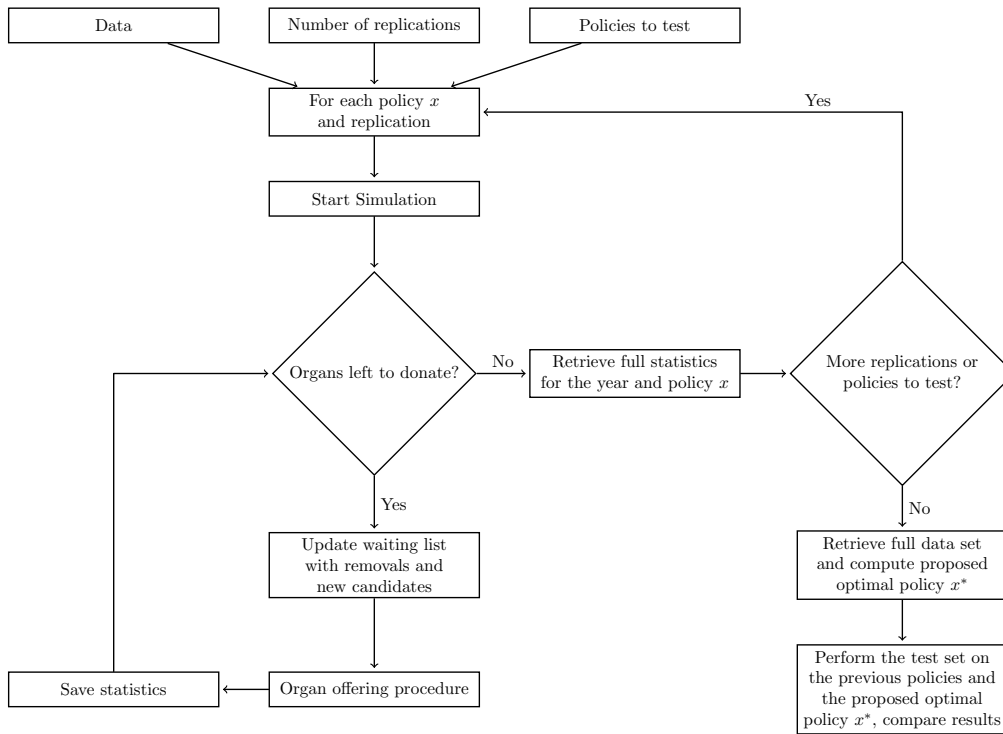 Data
Number of replications
Policies to test
For each policy x
and replication
Yes
Start Simulation
Organs left to donate?
No
Retrieve full statistics
for the year and policy x
More replications or
policies to test?
Yes
No
Update waiting list
with removals and
new candidates
Retrieve full data set
and compute proposed
optimal policy x*
Save statistics
Organ offering procedure
Perform the test set on
the previous policies and
the proposed optimal
policy x*, compare results